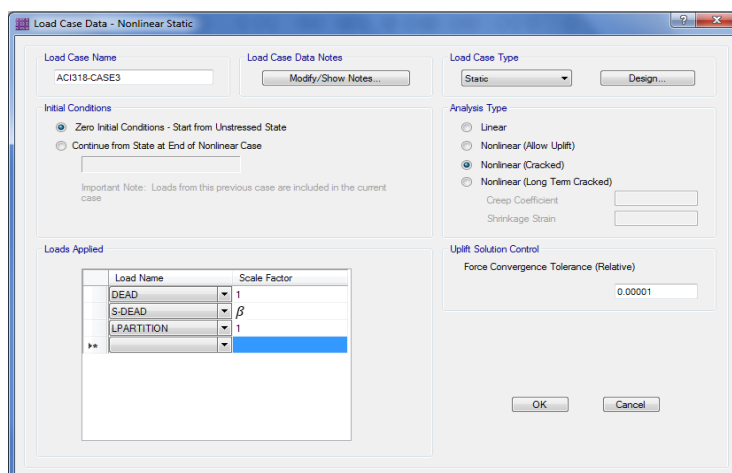 Load Case Data - Nonlinear Static
Load Case Name
ACI318-CASE3
Load Case Data Notes
Modify/Show Notes...
Load Case Type
Static
Design...
Initial Conditions
Zero Initial Conditions - Start from Unstressed State
Continue from State at End of Nonlinear Case
Important Note: Loads from this previous case are included in the current
case
Analysis Type
Linear
Nonlinear (Allow Uplift)
Nonlinear (Cracked)
Nonlinear (Long Term Cracked)
Creep Coefficient
Shrinkage Strain
Loads Applied
Load Name Scale Factor
DEAD 1
S-DEAD β
LPARTITION 1
Uplift Solution Control
Force Convergence Tolerance (Relative)
0.00001
OK Cancel